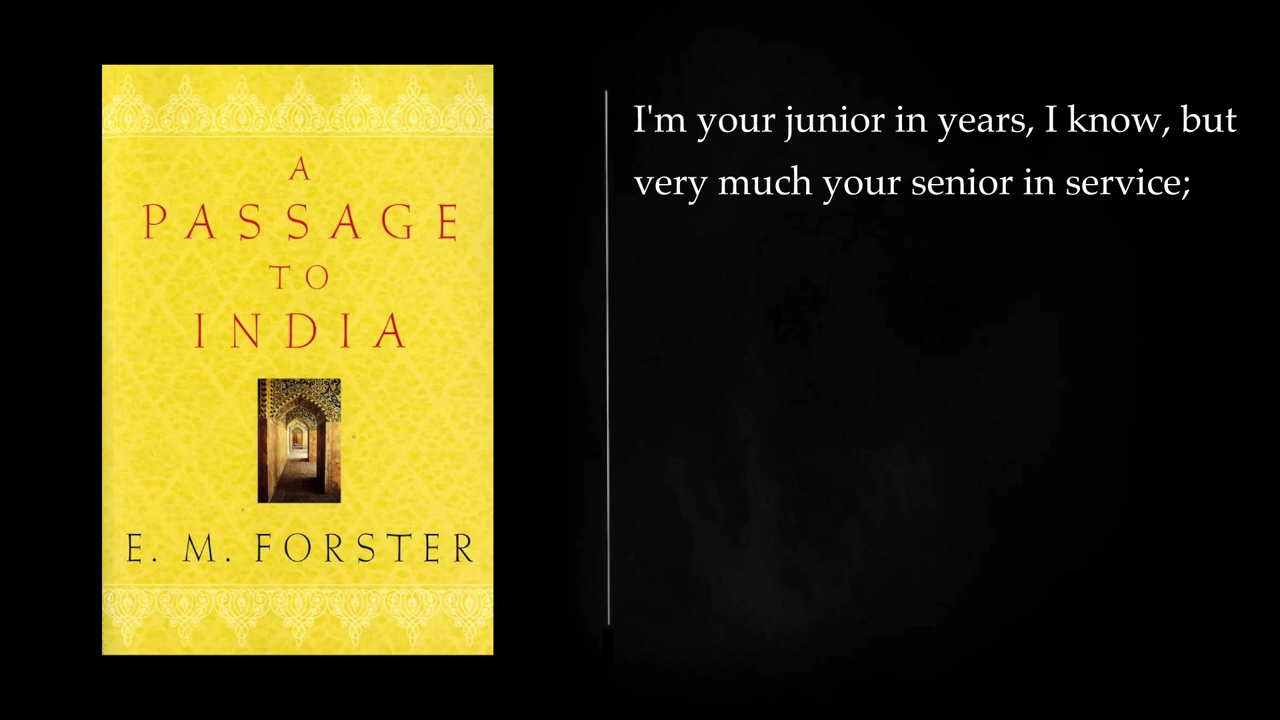 A
PASSAGE
TO
INDIA
E. M. FORSTER
I'm your junior in years, I know, but
very much your senior in service;